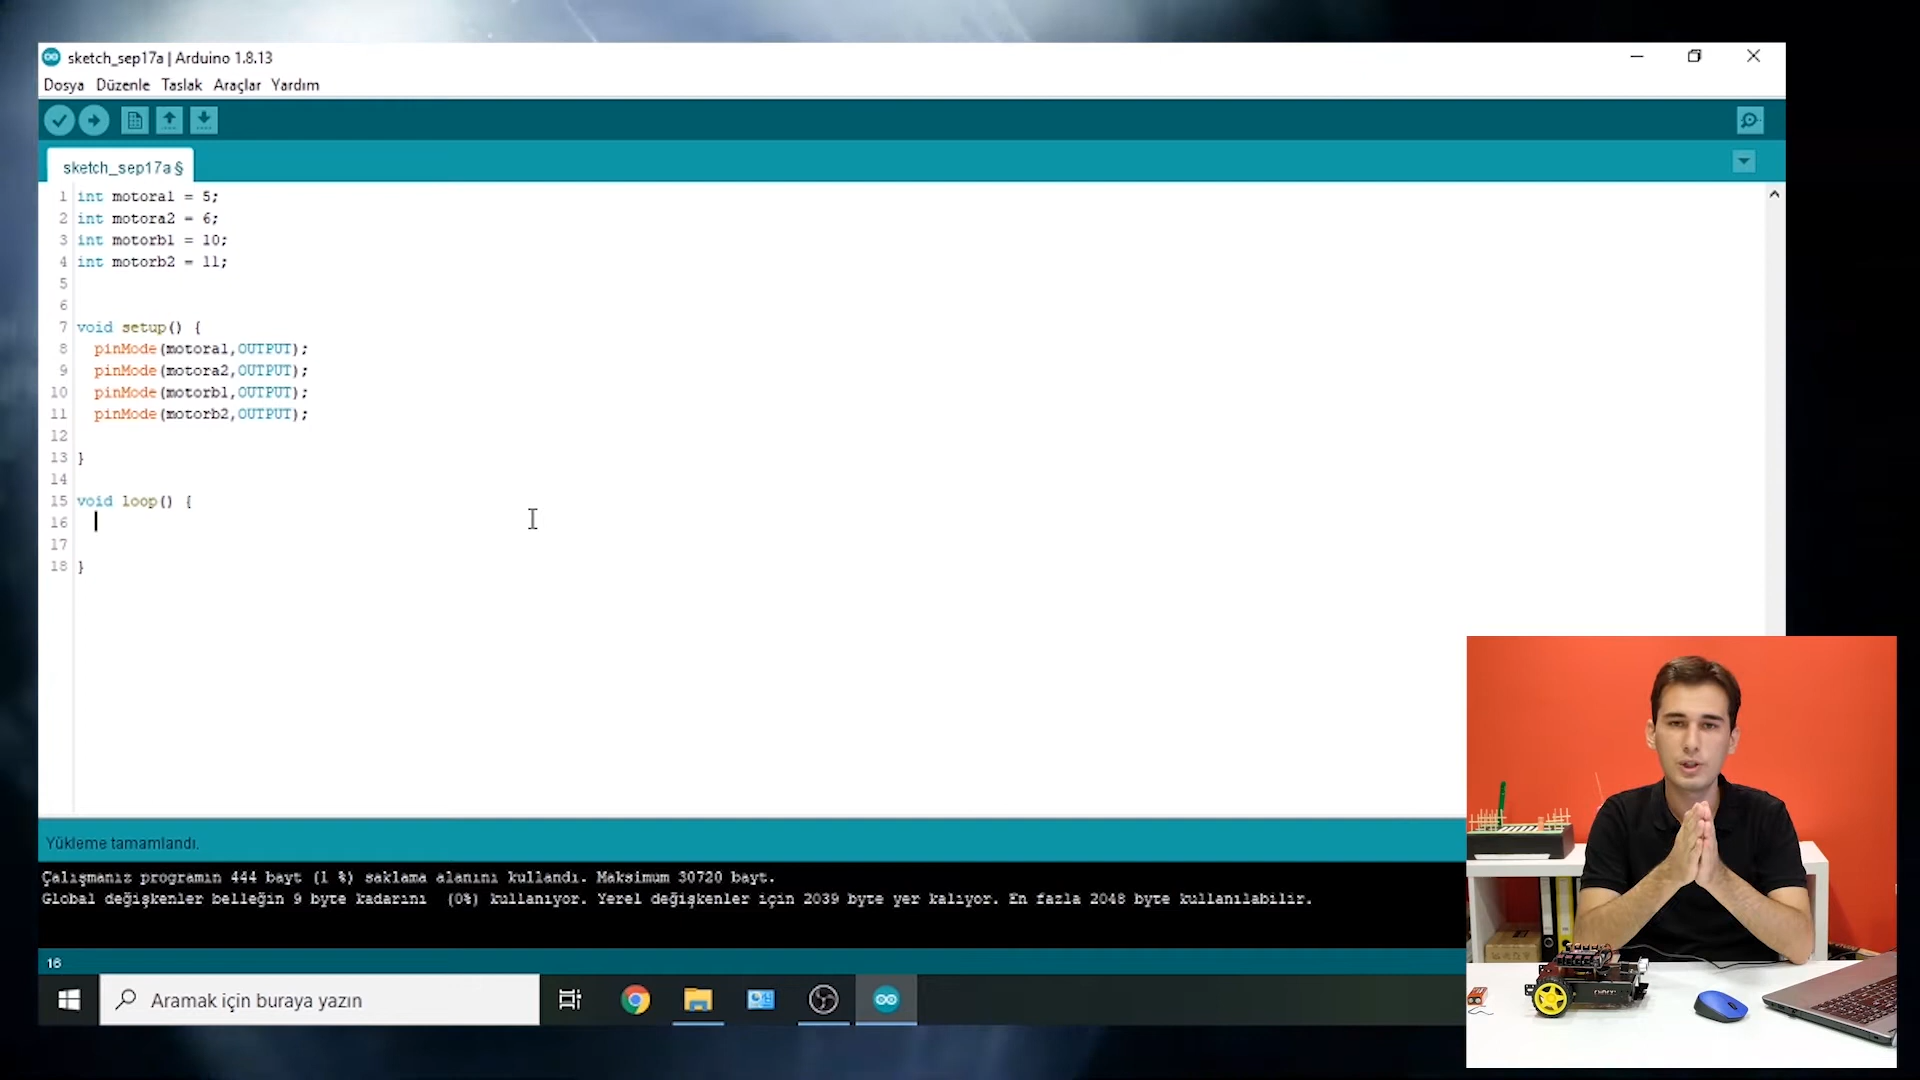 sketch_sep17a | Arduino 1.8.13
Dosya Düzenle Taslak Araçlar Yardım
sketch_sep17a §
1 int motora1 = 5;
2 int motora2 = 6;
3 int motorb1 = 10;
4 int motorb2 = 11;
5
6
7 void setup() {
8 pinMode(motora1,OUTPUT);
9 pinMode(motora2,OUTPUT);
10 pinMode(motorb1,OUTPUT);
11 pinMode(motorb2,OUTPUT);
12
13 }
14
15 void loop() {
16
17
18 }
Yükleme tamamlandı.
Çalışmanız programın 444 bayt (1 %) saklama alanını kullandı. Maksimum 30720 bayt.
Global değişkenler belleğin 9 byte kadarını (0%) kullanıyor. Yerel değişkenler için 2039 byte yer kalıyor. En fazla 2048 byte kullanılabilir.
16
Aramak için buraya yazın